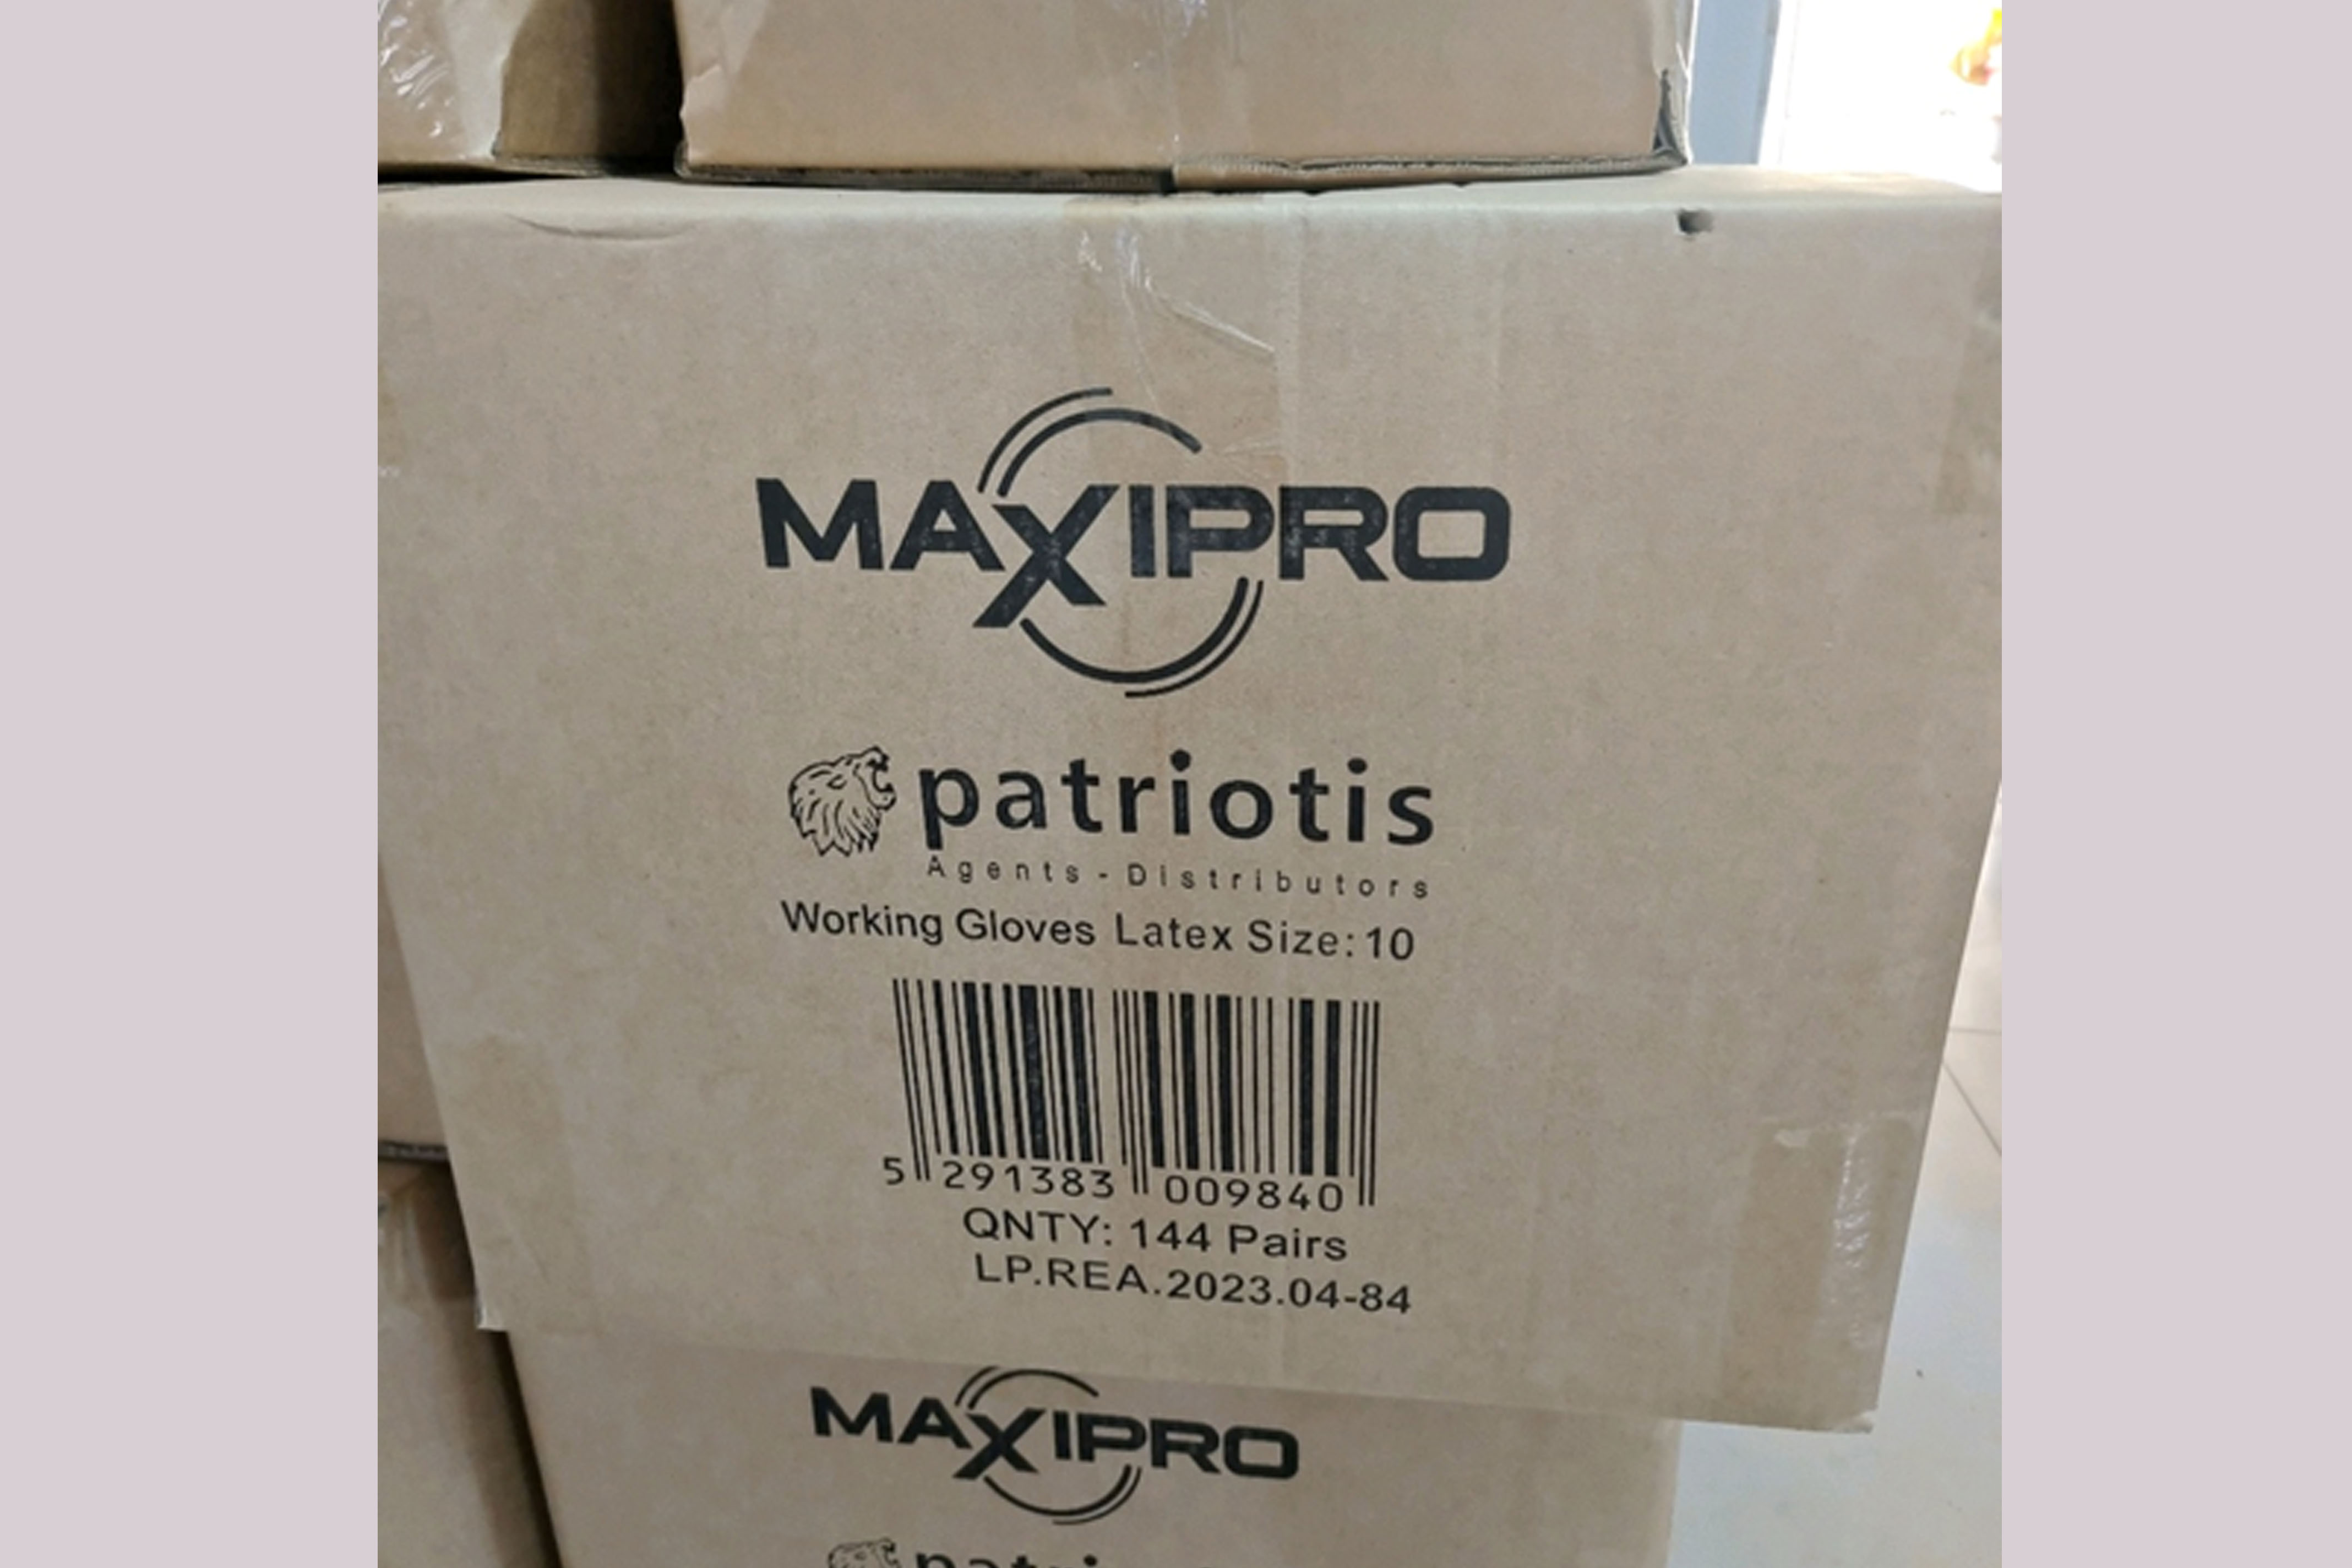 MAXIPRO
patriotis
Agents - Distributors
Working Gloves Latex Size: 10
5 291383 009840
QNTY: 144 Pairs
LP.REA.2023.04-84
MAXIPRO